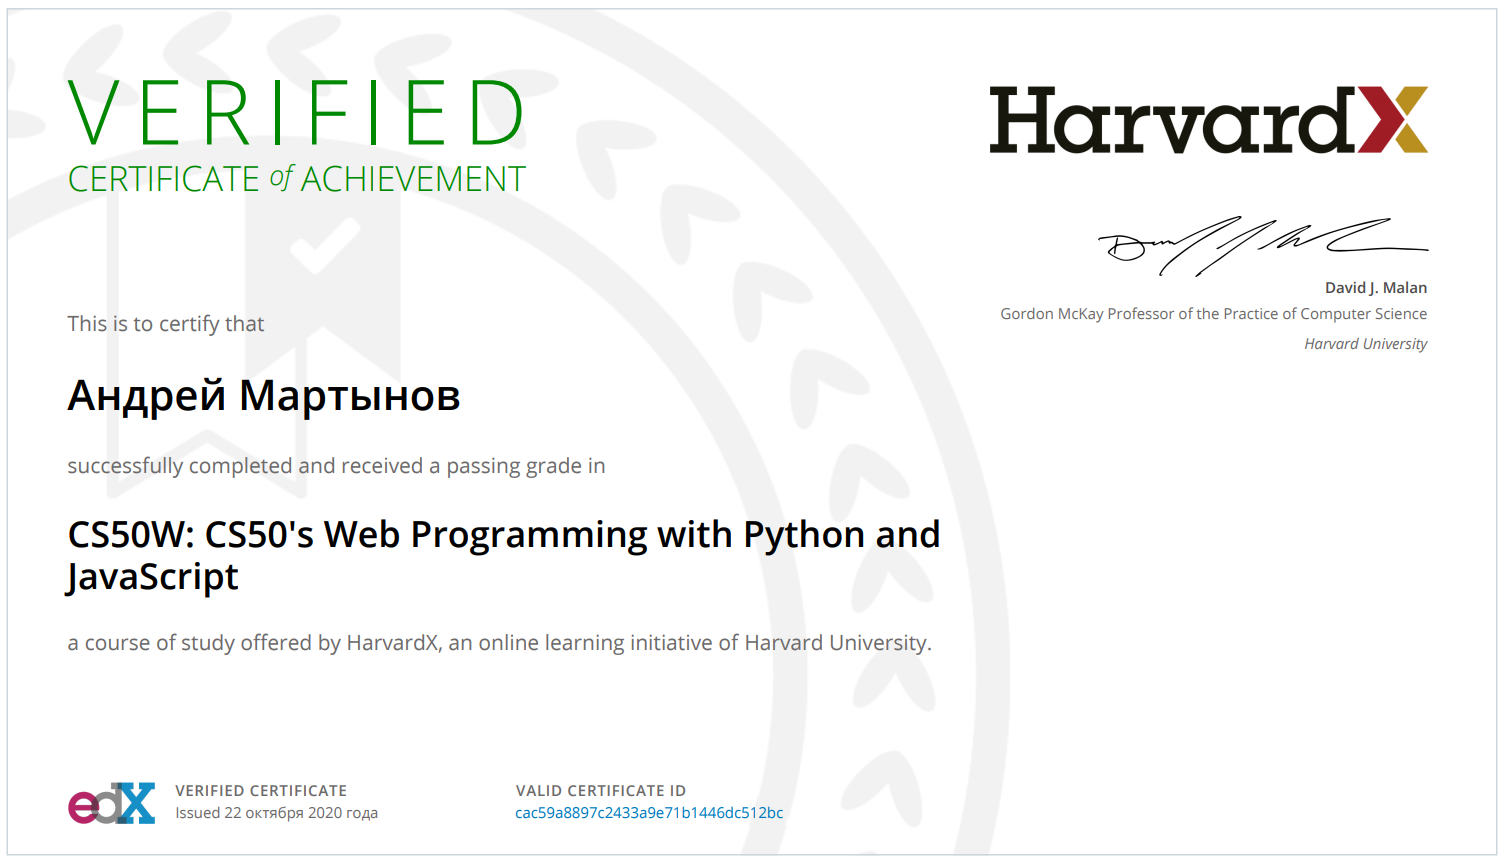 VERIFIED
CERTIFICATE of ACHIEVEMENT
HarvardX
David J. Malan
Gordon McKay Professor of the Practice of Computer Science
Harvard University
This is to certify that
Андрей Мартынов
successfully completed and received a passing grade in
CS50W: CS50's Web Programming with Python and
JavaScript
a course of study offered by HarvardX, an online learning initiative of Harvard University.
edX
VERIFIED CERTIFICATE
Issued 22 октября 2020 года
VALID CERTIFICATE ID
cac59a8897c2433a9e71b1446dc512bc